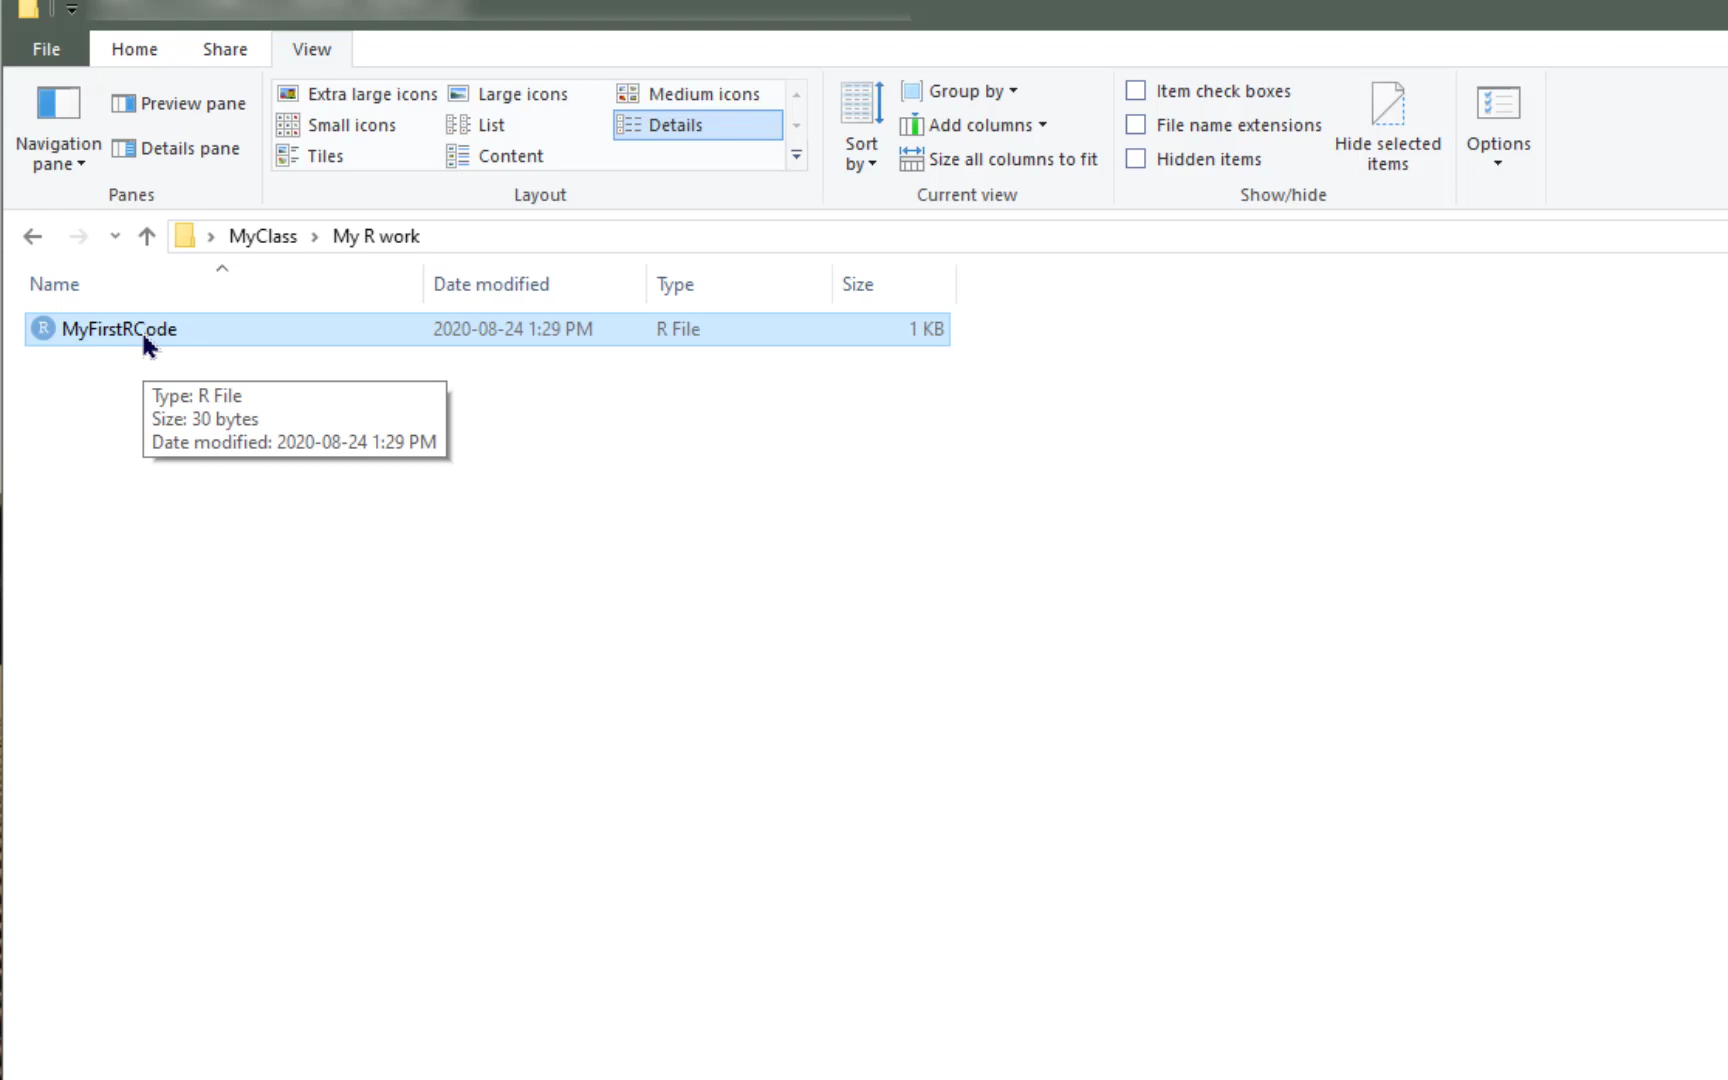 File Home Share View
Extra large icons Large icons Medium icons
Small icons List Details
Tiles Content
Layout
Navigation pane
Preview pane
Details pane
Panes
Sort by
Group by
Add columns
Size all columns to fit
Current view
Item check boxes
File name extensions
Hidden items
Hide selected items
Show/hide
Options
> MyClass > My R work
Name Date modified Type Size
R MyFirstRCode 2020-08-24 1:29 PM R File 1 KB
Type: R File
Size: 30 bytes
Date modified: 2020-08-24 1:29 PM